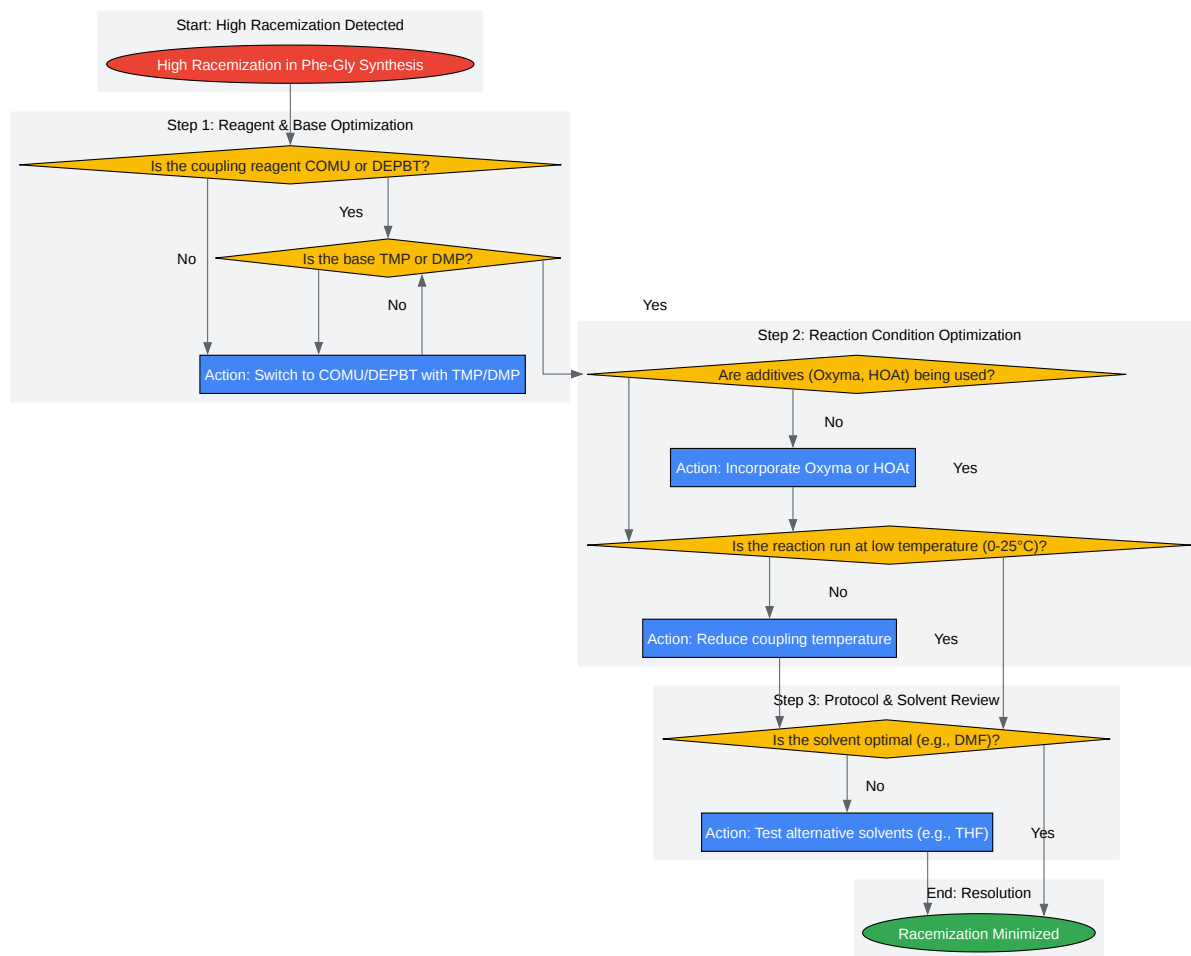 Start: High Racemization Detected
High Racemization in Phe-Gly Synthesis
Step 1: Reagent & Base Optimization
Is the coupling reagent COMU or DEPBT?
Yes
No
Is the base TMP or DMP?
No
Yes
Action: Switch to COMU/DEPBT with TMP/DMP
Step 2: Reaction Condition Optimization
Are additives (Oxyma, HOAt) being used?
No
Action: Incorporate Oxyma or HOAt
Yes
Is the reaction run at low temperature (0-25°C)?
No
Action: Reduce coupling temperature
Yes
Step 3: Protocol & Solvent Review
Is the solvent optimal (e.g., DMF)?
No
Action: Test alternative solvents (e.g., THF)
Yes
End: Resolution
Racemization Minimized